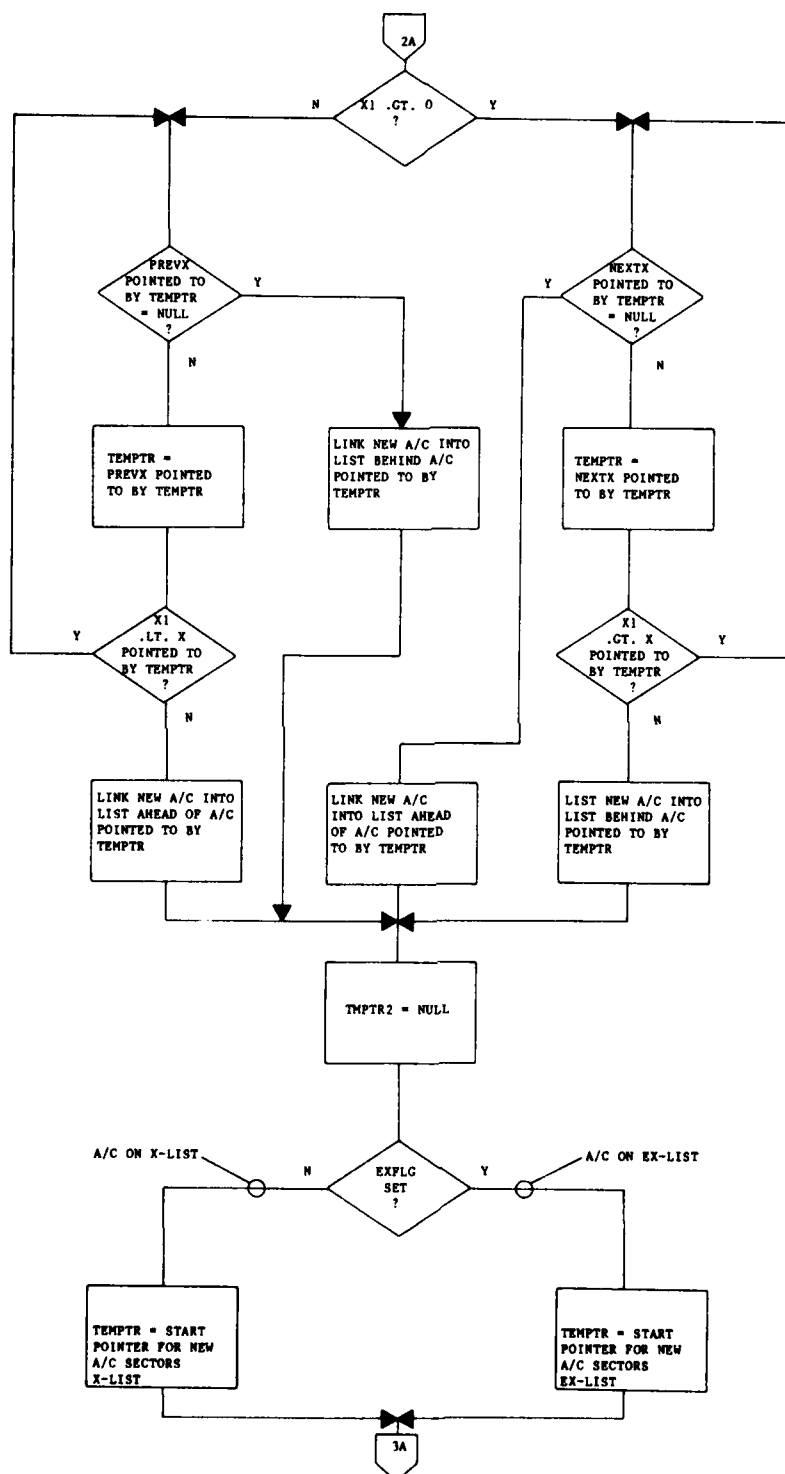 2A
N
X1 .GT. 0
?
Y
PREVX
POINTED TO
BY TEMPTR
= NULL
?
Y
N
Y
NEXTX
POINTED TO
BY TEMPTR
= NULL
?
N
TEMPTR =
PREVX POINTED
TO BY TEMPTR
LINK NEW A/C INTO
LIST BEHIND A/C
POINTED TO BY
TEMPTR
TEMPTR =
NEXTX POINTED
TO BY TEMPTR
Y
X1
.LT. X
POINTED TO
BY TEMPTR
?
N
X1
.GT. X
POINTED TO
BY TEMPTR
?
Y
N
LINK NEW A/C INTO
LIST AHEAD OF A/C
POINTED TO BY
TEMPTR
LINK NEW A/C
INTO LIST AHEAD
OF A/C POINTED
TO BY TEMPTR
LIST NEW A/C INTO
LIST BEHIND A/C
POINTED TO BY
TEMPTR
TMPTR2 = NULL
A/C ON X-LIST
N
EXFLG
SET
?
Y
A/C ON EX-LIST
TEMPTR = START
POINTER FOR NEW
A/C SECTORS
X-LIST
TEMPTR = START
POINTER FOR NEW
A/C SECTORS
EX-LIST
3A